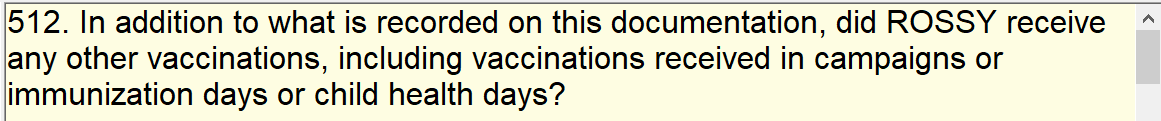 512. In addition to what is recorded on this documentation, did ROSSY receive
any other vaccinations, including vaccinations received in campaigns or
immunization days or child health days?